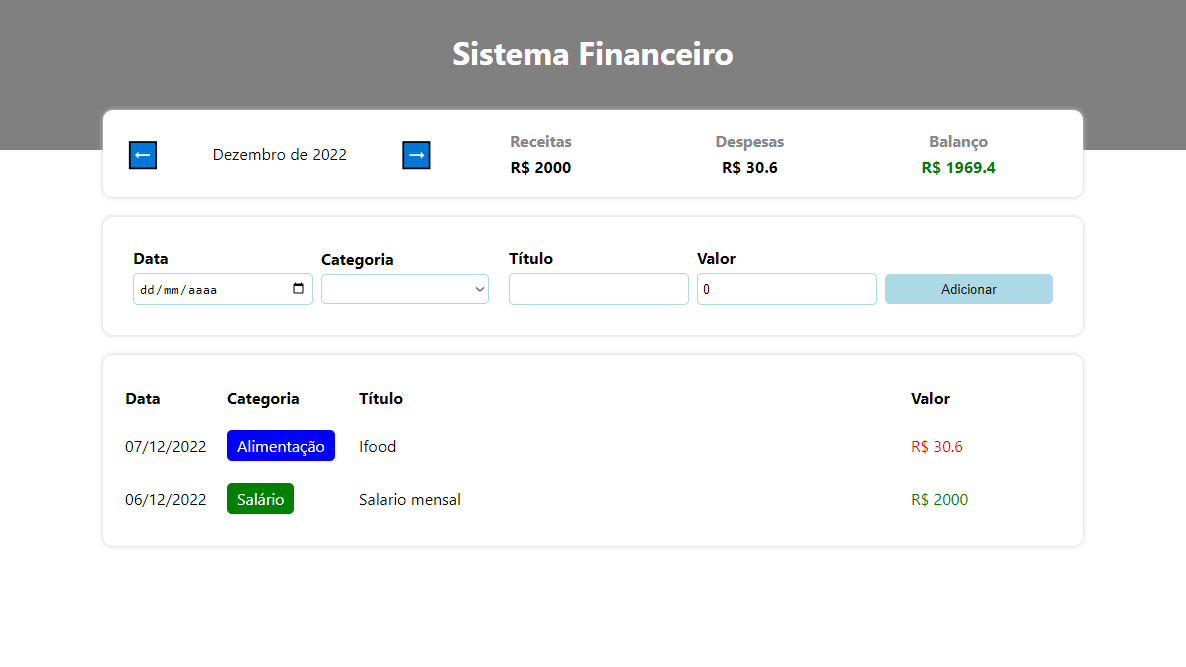 Sistema Financeiro
← Dezembro de 2022 →
Receitas Despesas Balanço
R$ 2000 R$ 30.6 R$ 1969.4
Data Categoria Título Valor
dd/mm/aaaa 0 Adicionar
Data Categoria Título Valor
07/12/2022 Alimentação Ifood R$ 30.6
06/12/2022 Salário Salario mensal R$ 2000